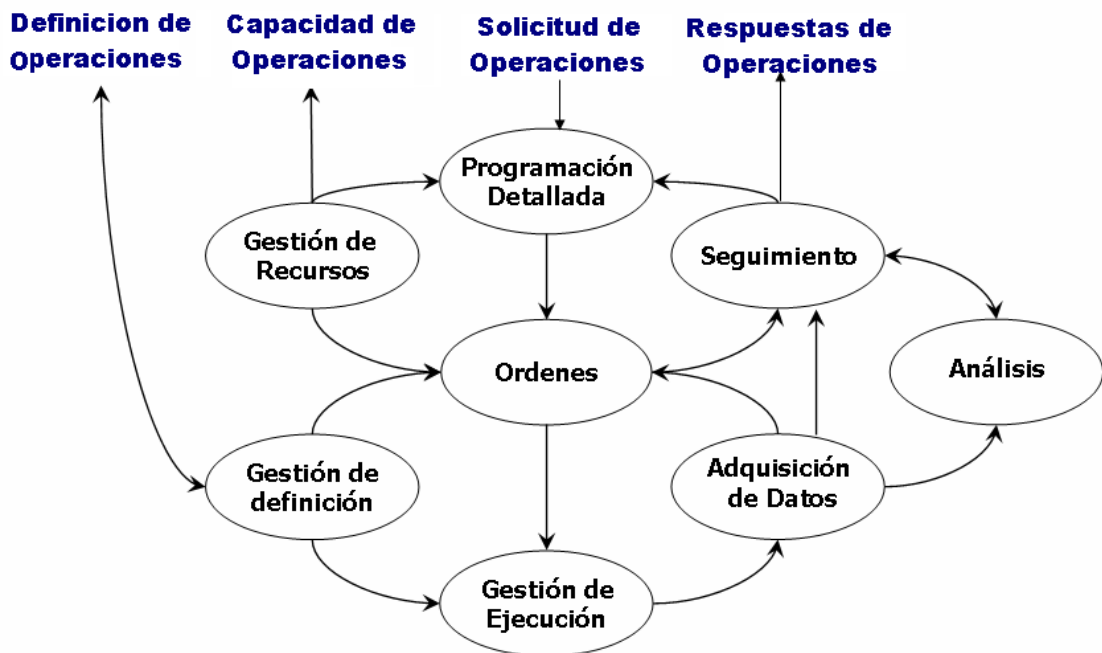 Definicion de
Operaciones
Capacidad de
Operaciones
Solicitud de
Operaciones
Respuestas de
Operaciones
Programación
Detallada
Gestión de
Recursos
Seguimiento
Ordenes
Análisis
Gestión de
definición
Adquisición
de Datos
Gestión de
Ejecución